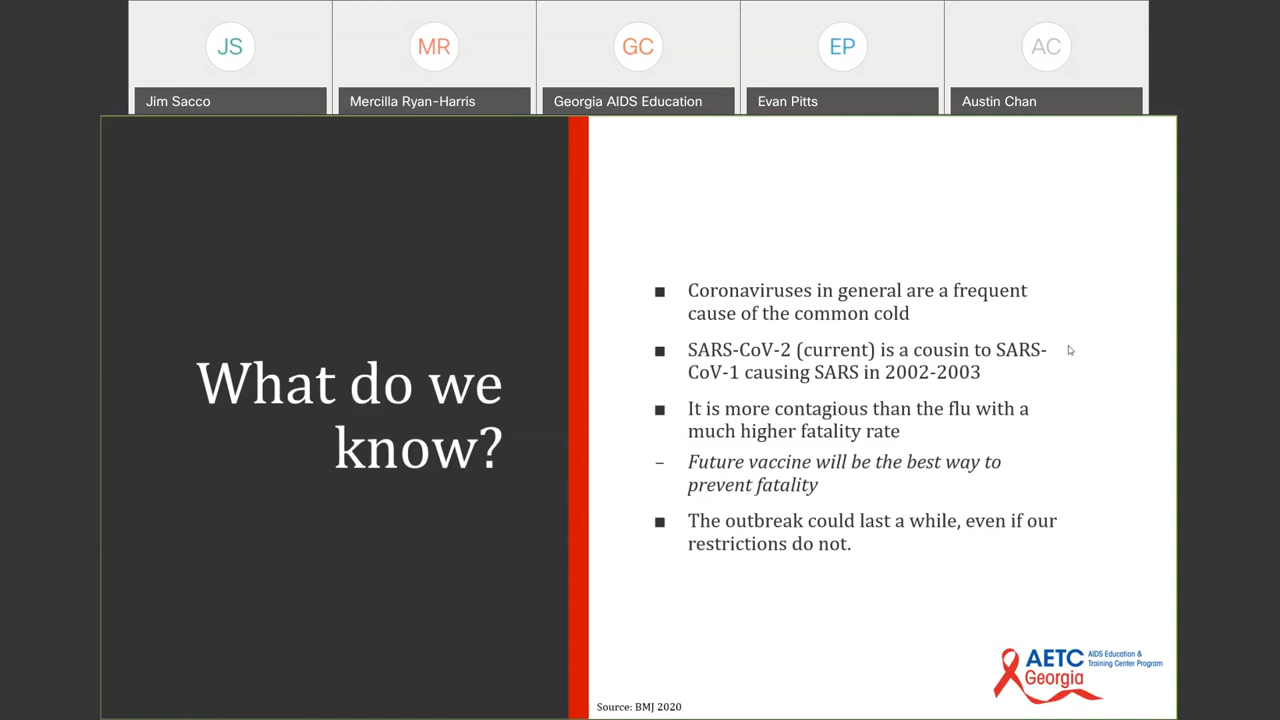 JS
MR
GC
EP
AC
Jim Sacco
Mercilla Ryan-Harris
Georgia AIDS Education
Evan Pitts
Austin Chan
What do we
know?
■ Coronaviruses in general are a frequent
cause of the common cold
■ SARS-CoV-2 (current) is a cousin to SARS-
CoV-1 causing SARS in 2002-2003
■ It is more contagious than the flu with a
much higher fatality rate
– Future vaccine will be the best way to
prevent fatality
■ The outbreak could last a while, even if our
restrictions do not.
AETC AIDS Education &
Training Center Program
Georgia
Source: BMJ 2020